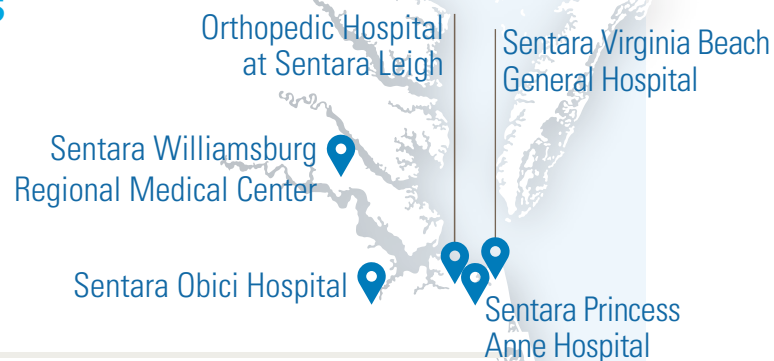 s
Orthopedic Hospital
at Sentara Leigh
Sentara Virginia Beach
General Hospital
Sentara Williamsburg
Regional Medical Center
Sentara Obici Hospital
Sentara Princess
Anne Hospital